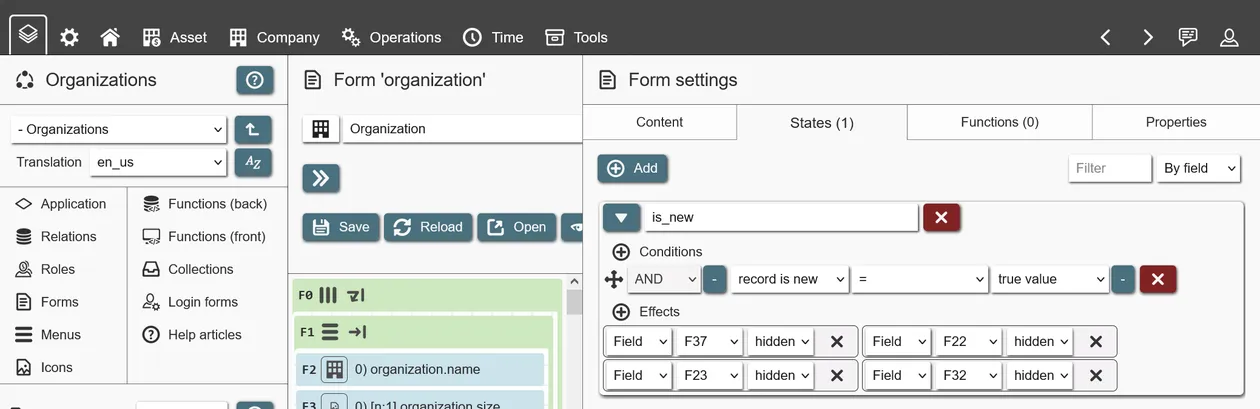 Asset
Company
Operations
Time
Tools
Organizations
- Organizations
Translation
en_us
AZ
Application
Functions (back)
Relations
Functions (front)
Roles
Collections
Forms
Login forms
Menus
Help articles
Icons
Form 'organization'
Organization
Save
Reload
Open
F0
F1
F2 0) organization.name
F3 0) [n:1] organization.size
Form settings
Content
States (1)
Functions (0)
Properties
Add
Filter
By field
is_new
Conditions
AND - record is new = true value -
Effects
Field F37 hidden Field F22 hidden
Field F23 hidden Field F32 hidden